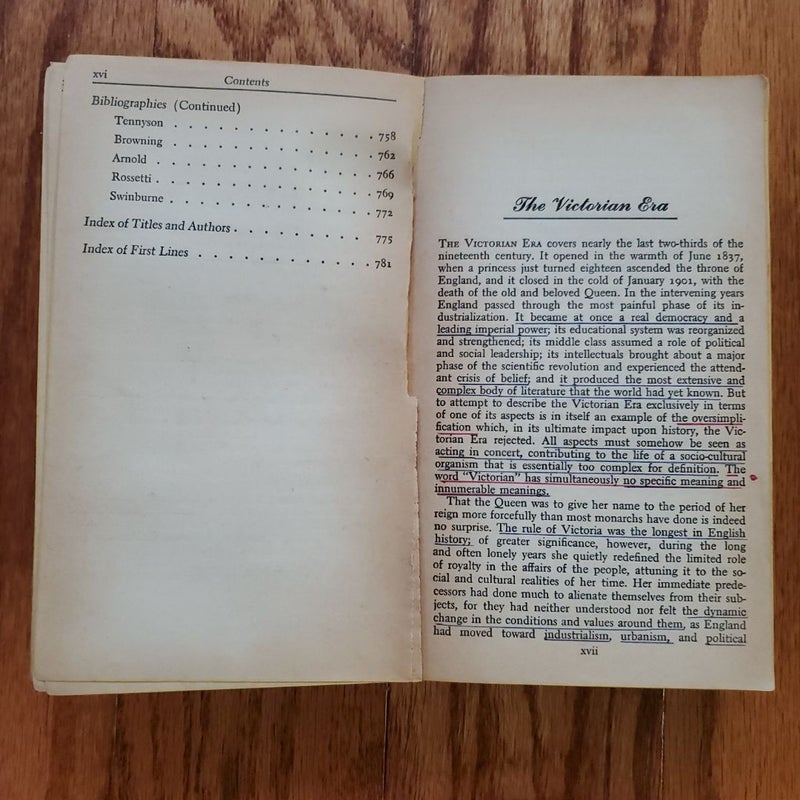 xvi
Contents
Bibliographies (Continued)
Tennyson . . . . . . . . . . . . . 758
Browning . . . . . . . . . . . . . 762
Arnold . . . . . . . . . . . . . . 766
Rossetti . . . . . . . . . . . . . . 769
Swinburne . . . . . . . . . . . . . 772
Index of Titles and Authors . . . . . . . . 775
Index of First Lines . . . . . . . . . . . 781
The Victorian Era
THE VICTORIAN ERA covers nearly the last two-thirds of the
nineteenth century. It opened in the warmth of June 1837,
when a princess just turned eighteen ascended the throne of
England, and it closed in the cold of January 1901, with the
death of the old and beloved Queen. In the intervening years
England passed through the most painful phase of its in-
dustrialization. It became at once a real democracy and a
leading imperial power; its educational system was reorganized
and strengthened; its middle class assumed a role of political
and social leadership; its intellectuals brought about a major
phase of the scientific revolution and experienced the attend-
ant crisis of belief; and it produced the most extensive and
complex body of literature that the world had yet known. But
to attempt to describe the Victorian Era exclusively in terms
of one of its aspects is in itself an example of the oversimpli-
fication which, in its ultimate impact upon history, the Vic-
torian Era rejected. All aspects must somehow be seen as
acting in concert, contributing to the life of a socio-cultural
organism that is essentially too complex for definition. The
word "Victorian" has simultaneously no specific meaning and
innumerable meanings.
That the Queen was to give her name to the period of her
reign more forcefully than most monarchs have done is indeed
no surprise. The rule of Victoria was the longest in English
history; of greater significance, however, during the long
and often lonely years she quietly redefined the limited role
of royalty in the affairs of the people, attuning it to the so-
cial and cultural realities of her time. Her immediate prede-
cessors had done much to alienate themselves from their sub-
jects, for they had neither understood nor felt the dynamic
change in the conditions and values around them, as England
had moved toward industrialism, urbanism, and political
xvii